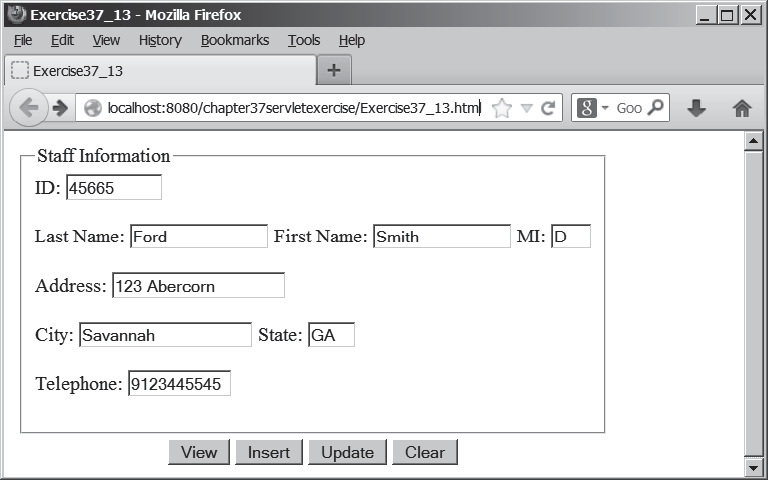 Exercise37_13 - Mozilla Firefox
File Edit View History Bookmarks Tools Help
Exercise37_13 +
localhost:8080/chapter37servletexercise/Exercise37_13.html g Goo
Staff Information
ID: 45665
Last Name: Ford First Name: Smith MI: D
Address: 123 Abercorn
City: Savannah State: GA
Telephone: 9123445545
View Insert Update Clear